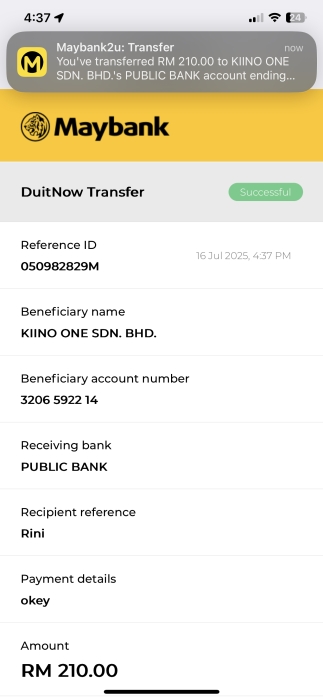 4:37
24
Maybank2u: Transfer
now
You've transferred RM 210.00 to KIINO ONE
SDN. BHD.'s PUBLIC BANK account ending...
Maybank
DuitNow Transfer
Successful
Reference ID
16 Jul 2025, 4:37 PM
050982829M
Beneficiary name
KIINO ONE SDN. BHD.
Beneficiary account number
3206 5922 14
Receiving bank
PUBLIC BANK
Recipient reference
Rini
Payment details
okey
Amount
RM 210.00